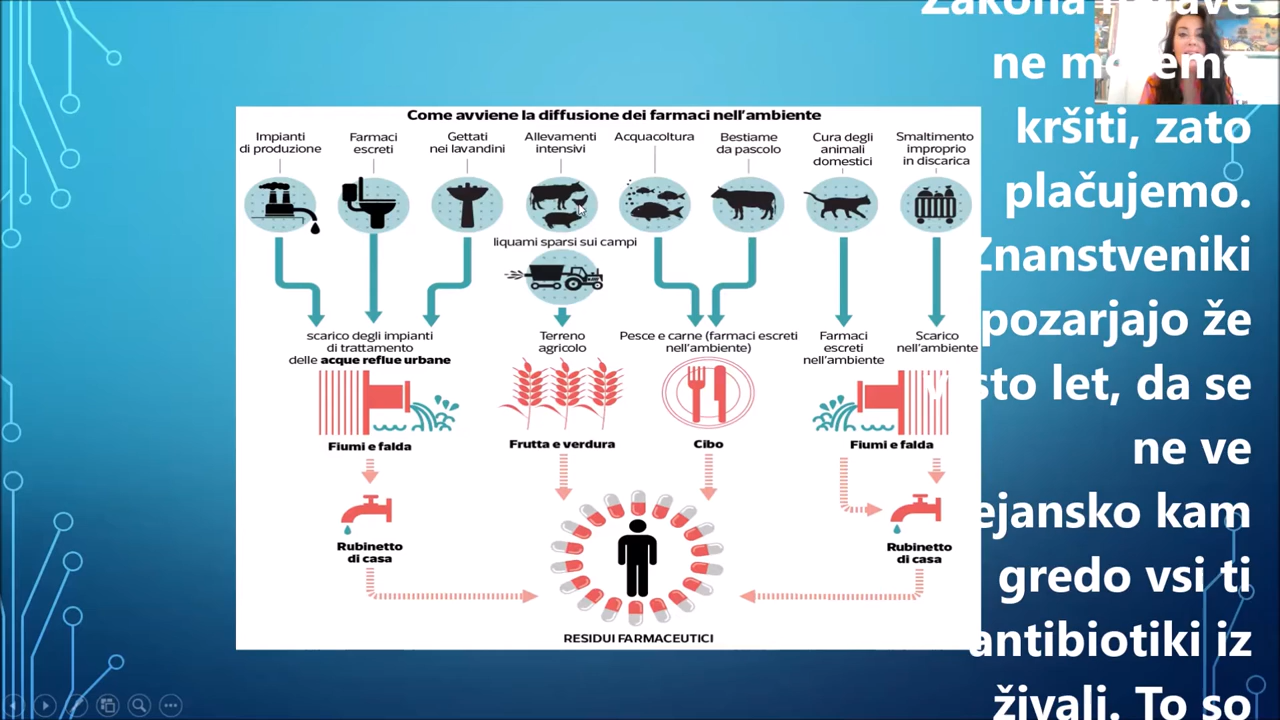 Come avviene la diffusione dei farmaci nell'ambiente
Impianti
di produzione
Farmaci
escreti
Gettati
nei lavandini
Allevamenti
intensivi
Acquacoltura
Bestiame
da pascolo
Cura degli
animali
domestici
Smaltimento
improprio
in discarica
liquami sparsi sui campi
scarico degli impianti
di trattamento
delle acque reflue urbane
Terreno
agricolo
Pesce e carne (farmaci escreti
nell'ambiente)
Farmaci
escreti
nell'ambiente
Scarico
nell'ambiente
Fiumi e falda
Frutta e verdura
Cibo
Fiumi e falda
Rubinetto
di casa
Rubinetto
di casa
RESIDUI FARMACEUTICI
Zakona narave
ne moremo
kršiti, zato
plačujemo.
Znanstveniki
opozarjajo že
vrsto let, da se
ne ve
dejansko kam
gredo vsi ti
antibiotiki iz
živali. To so